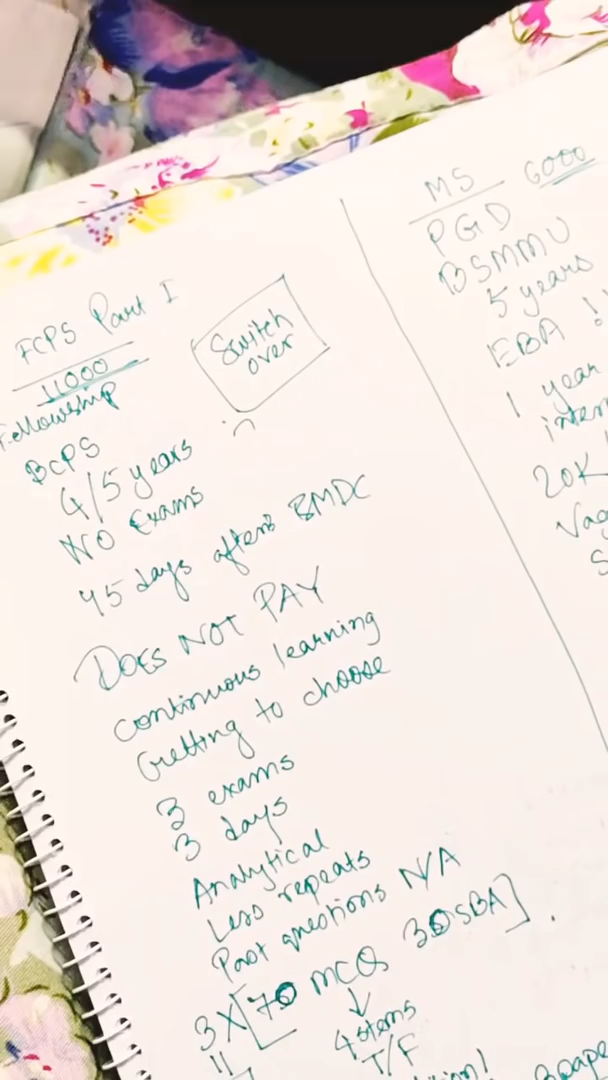 FCPS Part I
11000
Fellowship
Switch
over
BCPS
4/5 years
NO Exams
45 days after BMDC
DOES NOT PAY
continuous learning
Getting to choose
3 exams
3 days
Analytical
Less repeats
Past questions N/A
3X[70 MCQ 30SBA].
4 stems
T/F
MS 6000
PGD
BSMMU
5 years
EBA !
1 year
20K